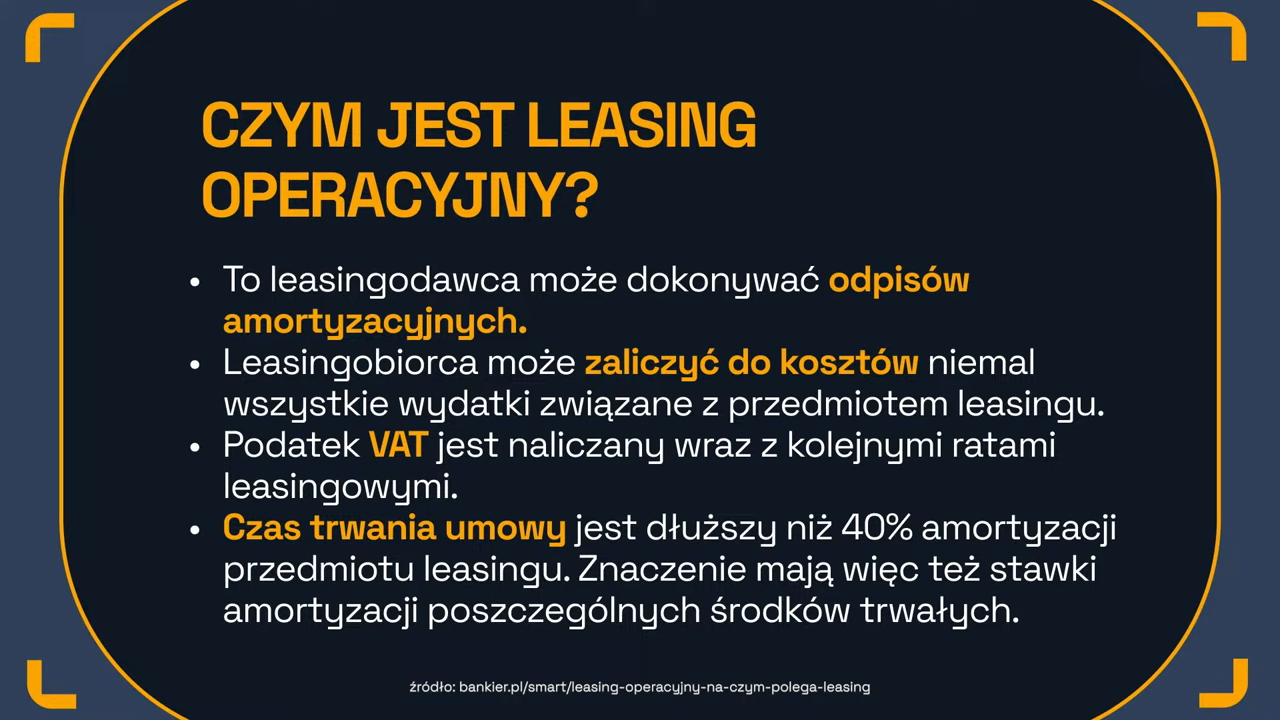 CZYM JEST LEASING
OPERACYJNY?
• To leasingodawca może dokonywać odpisów
amortyzacyjnych.
• Leasingobiorca może zaliczyć do kosztów niemal
wszystkie wydatki związane z przedmiotem leasingu.
• Podatek VAT jest naliczany wraz z kolejnymi ratami
leasingowymi.
• Czas trwania umowy jest dłuższy niż 40% amortyzacji
przedmiotu leasingu. Znaczenie mają więc też stawki
amortyzacji poszczególnych środków trwałych.
źródło: bankier.pl/smart/leasing-operacyjny-na-czym-polega-leasing